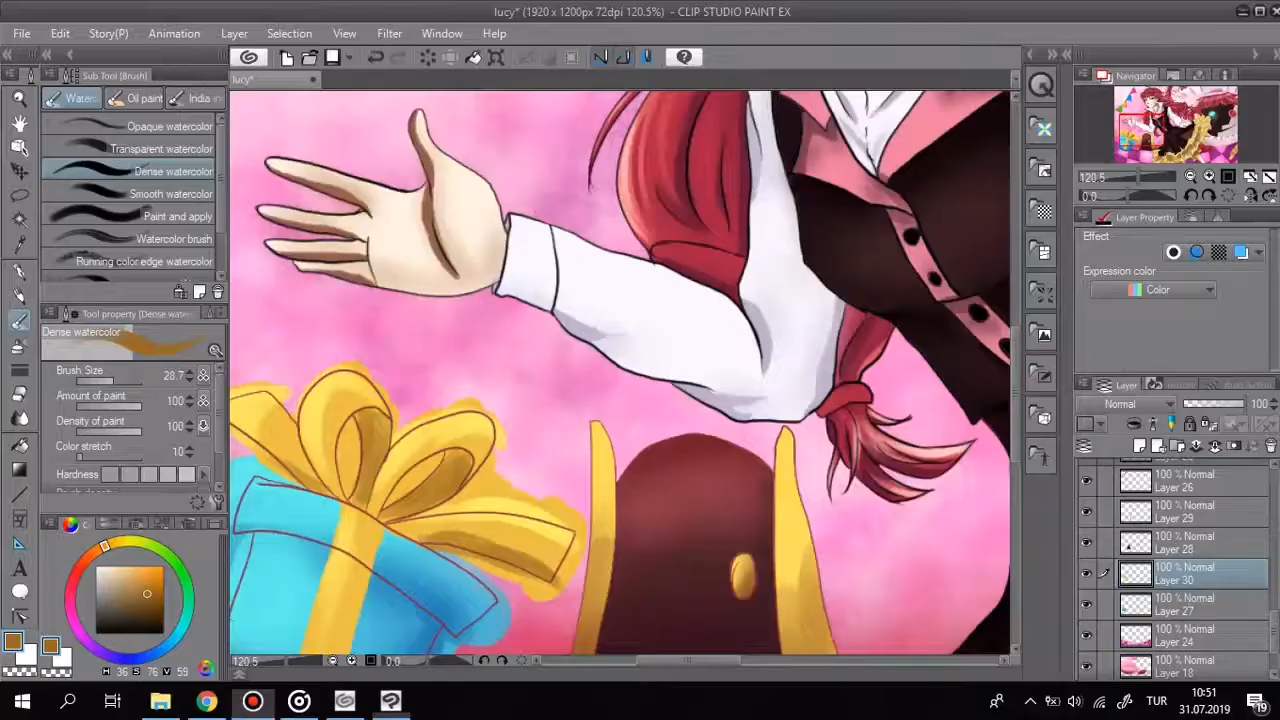 lucy* (1920 x 1200px 72dpi 120.5%) - CLIP STUDIO PAINT EX
File Edit Story(P) Animation Layer Selection View Filter Window Help
Sub Tool [Brush]
lucy*
Navigator
Waterc Oil paint India in
Opaque watercolor
Transparent watercolor
Dense watercolor
Smooth watercolor
Paint and apply
Watercolor brush
Running color edge watercolor
120.5
0.0
Layer Property
Effect
Expression color
Color
Tool property [Dense water
Dense watercolor
Brush Size 28.7
Amount of paint 100
Density of paint 100
Color stretch 10
Hardness
Layer
Normal 100
100 % Normal
Layer 26
100 % Normal
Layer 29
100 % Normal
Layer 28
100 % Normal
Layer 30
100 % Normal
Layer 27
100 % Normal
Layer 24
100 % Normal
Layer 18
H 36 S 76 V 59
120.5 0.0
TUR
10:51
31.07.2019
19